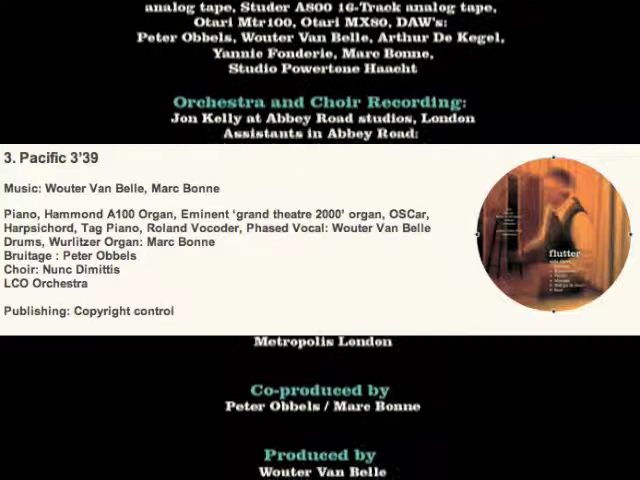 analog tape, Studer A800 16-Track analog tape,
Otari Mtr100, Otari MX80, DAW's:
Peter Obbels, Wouter Van Belle, Arthur De Kegel,
Yannic Fonderie, Marc Bonne,
Studio Powertone Haacht
Orchestra and Choir Recording:
Jon Kelly at Abbey Road studios, London
Assistants in Abbey Road:
3. Pacific 3’39
Music: Wouter Van Belle, Marc Bonne
Piano, Hammond A100 Organ, Eminent ‘grand theatre 2000’ organ, OSCar,
Harpsichord, Tag Piano, Roland Vocoder, Phased Vocal: Wouter Van Belle
Drums, Wurlitzer Organ: Marc Bonne
Bruitage : Peter Obbels
Choir: Nunc Dimittis
LCO Orchestra
Publishing: Copyright control
flutter
Metropolis London
Co-produced by
Peter Obbels / Marc Bonne
Produced by
Wouter Van Belle